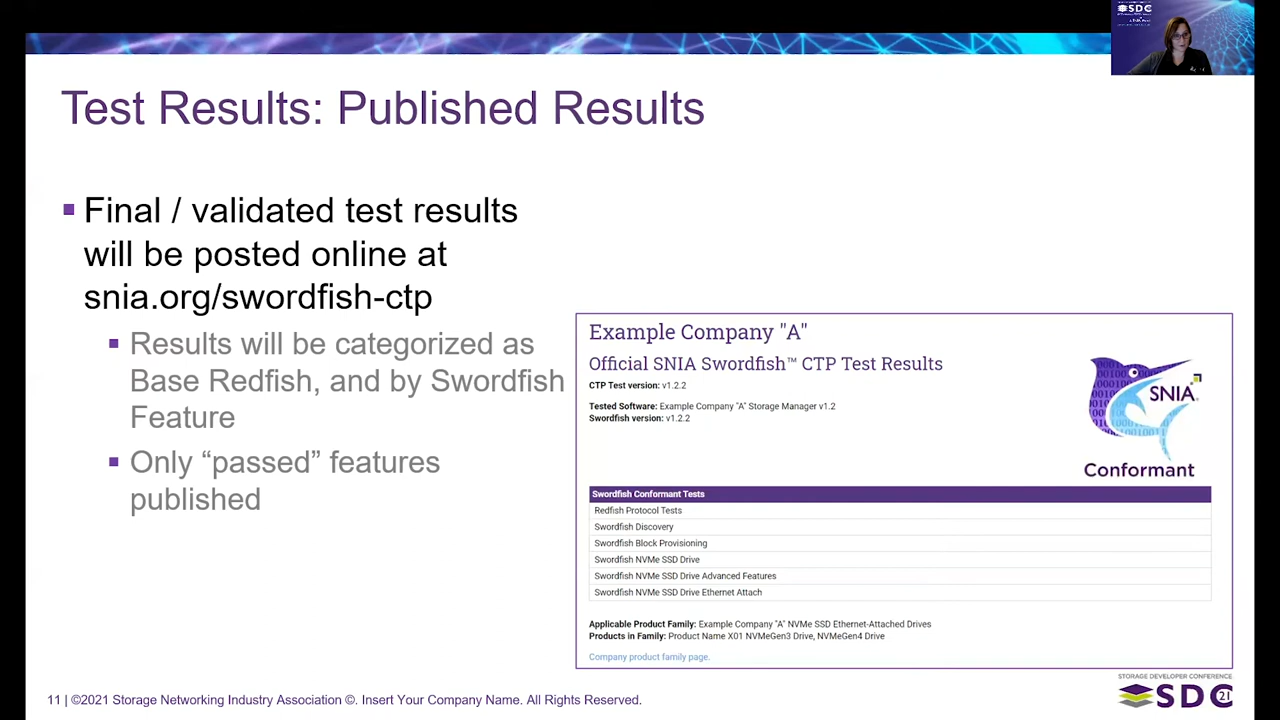 SDC
Test Results: Published Results
Final / validated test results
will be posted online at
snia.org/swordfish-ctp
Results will be categorized as
Base Redfish, and by Swordfish
Feature
Only “passed” features
published
Example Company "A"
Official SNIA Swordfish™ CTP Test Results
CTP Test version: v1.2.2
Tested Software: Example Company "A" Storage Manager v1.2
Swordfish version: v1.2.2
SNIA
Conformant
Swordfish Conformant Tests
Redfish Protocol Tests
Swordfish Discovery
Swordfish Block Provisioning
Swordfish NVMe SSD Drive
Swordfish NVMe SSD Drive Advanced Features
Swordfish NVMe SSD Drive Ethernet Attach
Applicable Product Family: Example Company "A" NVMe SSD Ethernet-Attached Drives
Products in Family: Product Name X01 NVMeGen3 Drive, NVMeGen4 Drive
Company product family page.
11 | ©2021 Storage Networking Industry Association ©. Insert Your Company Name. All Rights Reserved.
STORAGE DEVELOPER CONFERENCE
SDC 21